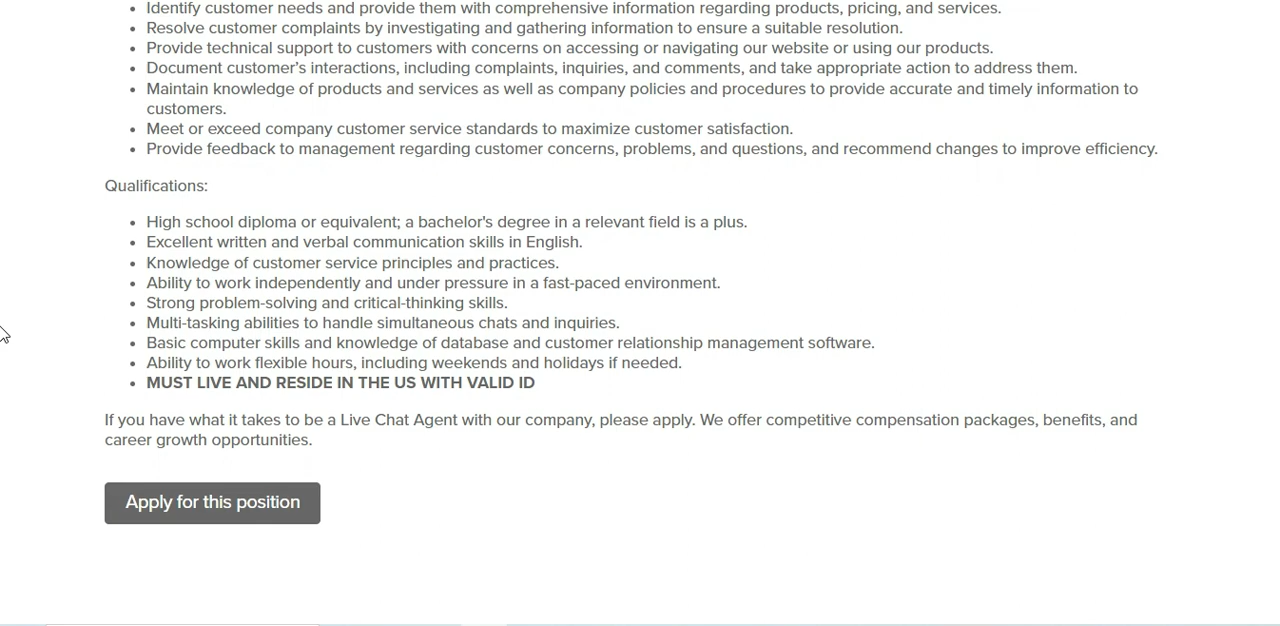 • Identify customer needs and provide them with comprehensive information regarding products, pricing, and services.
• Resolve customer complaints by investigating and gathering information to ensure a suitable resolution.
• Provide technical support to customers with concerns on accessing or navigating our website or using our products.
• Document customer’s interactions, including complaints, inquiries, and comments, and take appropriate action to address them.
• Maintain knowledge of products and services as well as company policies and procedures to provide accurate and timely information to
customers.
• Meet or exceed company customer service standards to maximize customer satisfaction.
• Provide feedback to management regarding customer concerns, problems, and questions, and recommend changes to improve efficiency.
Qualifications:
• High school diploma or equivalent; a bachelor's degree in a relevant field is a plus.
• Excellent written and verbal communication skills in English.
• Knowledge of customer service principles and practices.
• Ability to work independently and under pressure in a fast-paced environment.
• Strong problem-solving and critical-thinking skills.
• Multi-tasking abilities to handle simultaneous chats and inquiries.
• Basic computer skills and knowledge of database and customer relationship management software.
• Ability to work flexible hours, including weekends and holidays if needed.
• MUST LIVE AND RESIDE IN THE US WITH VALID ID
If you have what it takes to be a Live Chat Agent with our company, please apply. We offer competitive compensation packages, benefits, and
career growth opportunities.
Apply for this position